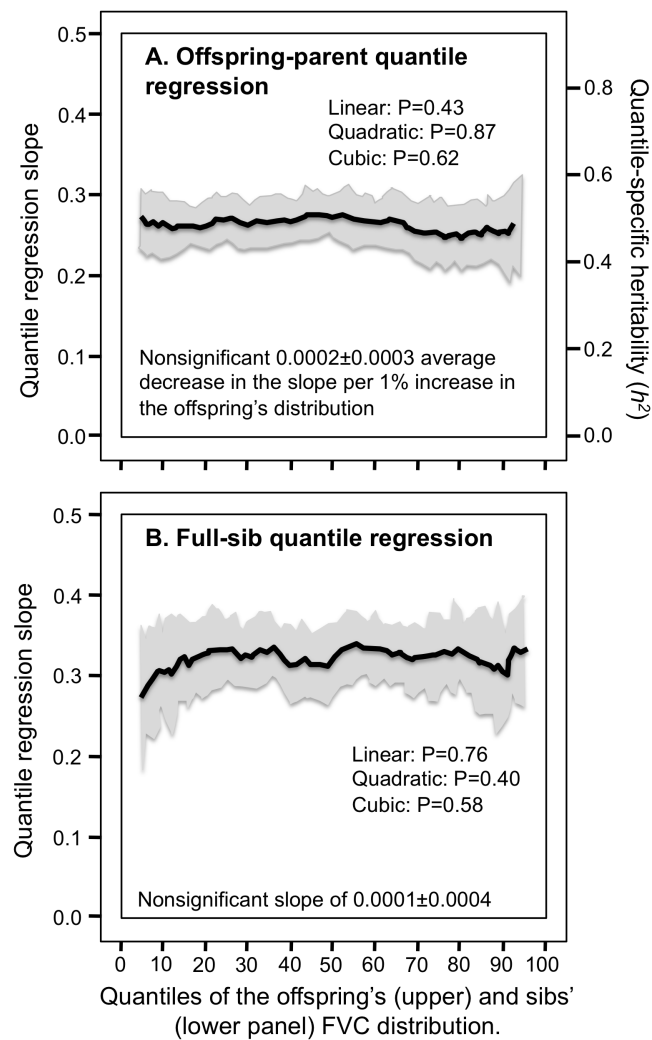 A. Offspring-parent quantile
regression
Linear: P=0.43
Quadratic: P=0.87
Cubic: P=0.62
Nonsignificant 0.0002±0.0003 average
decrease in the slope per 1% increase in
the offspring's distribution
0.5
0.4
0.3
0.2
0.1
0.0
Quantile regression slope
0.8
0.6
0.4
0.2
0.0
Quantile-specific heritability (h²)
B. Full-sib quantile regression
Linear: P=0.76
Quadratic: P=0.40
Cubic: P=0.58
Nonsignificant slope of 0.0001±0.0004
0.5
0.4
0.3
0.2
0.1
0.0
Quantile regression slope
0 10 20 30 40 50 60 70 80 90 100
Quantiles of the offspring's (upper) and sibs'
(lower panel) FVC distribution.